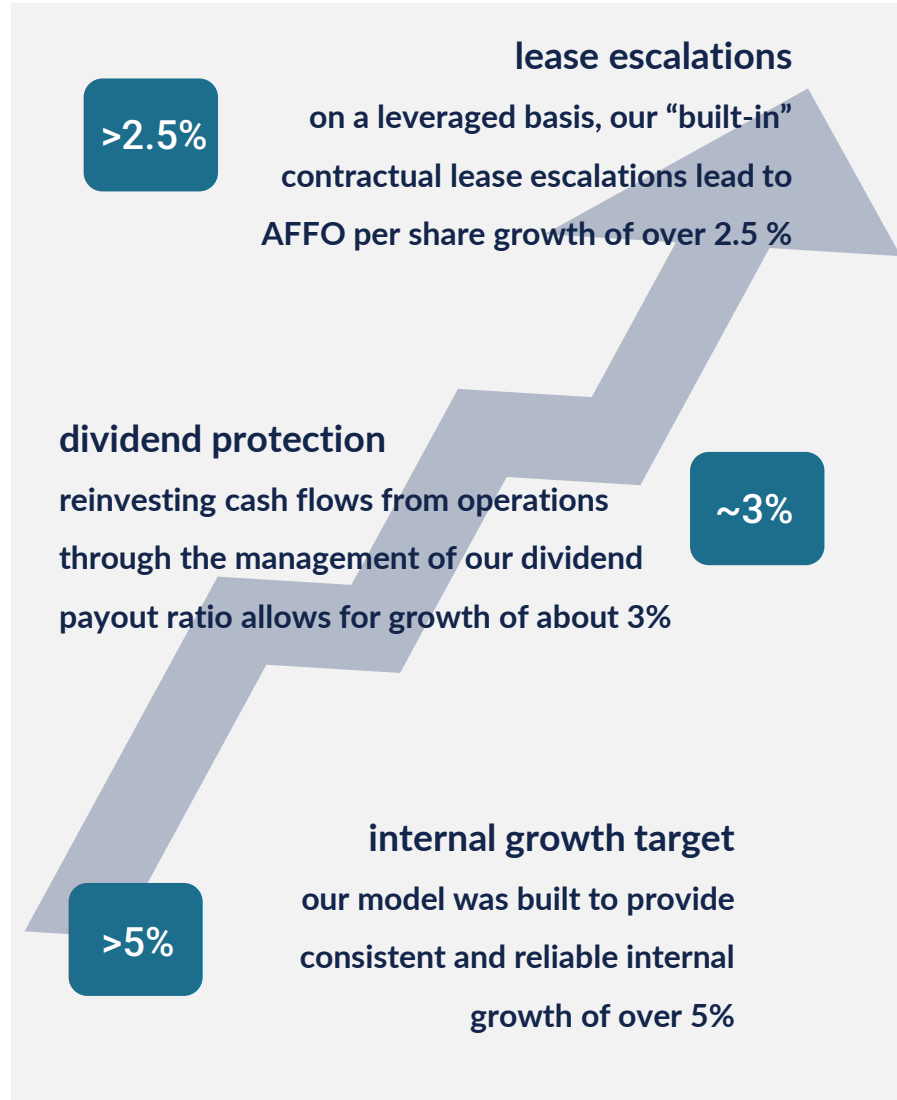 lease escalations
>2.5%
on a leveraged basis, our “built-in”
contractual lease escalations lead to
AFFO per share growth of over 2.5 %
dividend protection
reinvesting cash flows from operations
~3%
through the management of our dividend
payout ratio allows for growth of about 3%
internal growth target
our model was built to provide
>5%
consistent and reliable internal
growth of over 5%